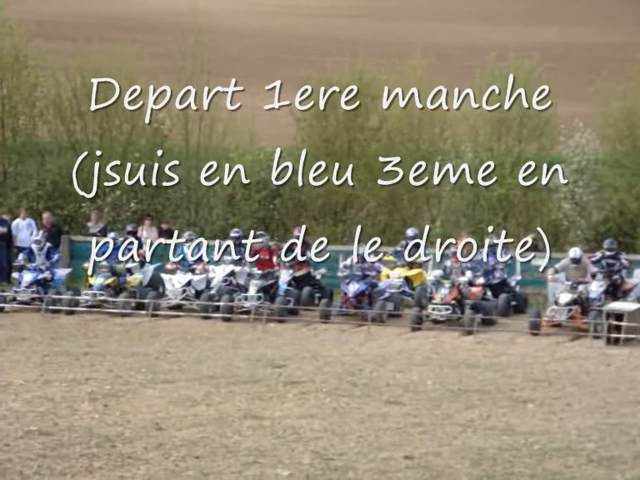 Depart 1ere manche
(jsuis en bleu 3eme en
partant de le droite)